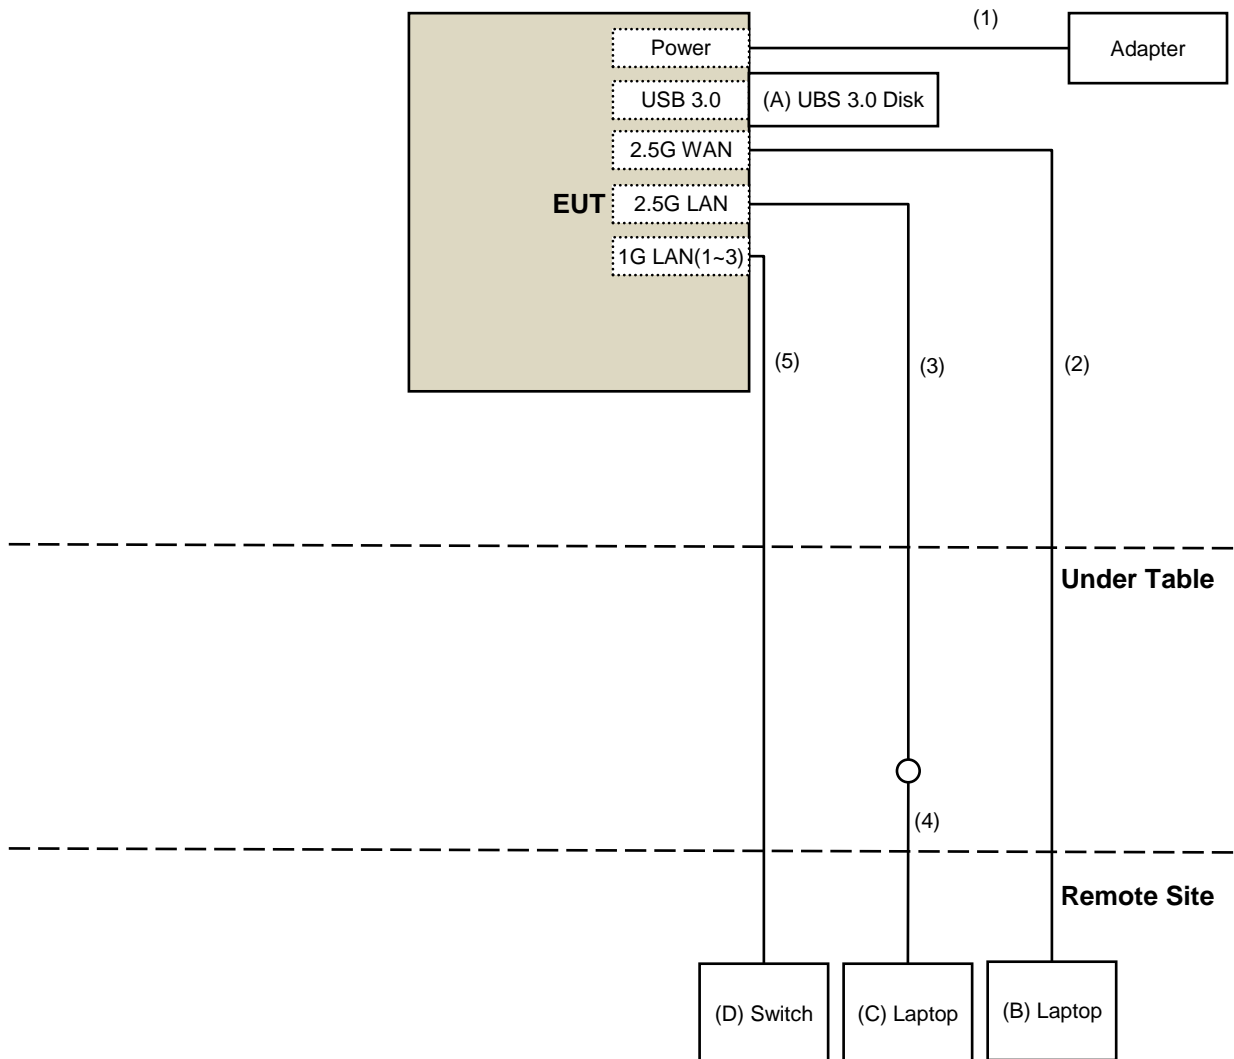 (1)
Power
Adapter
USB 3.0
(A) UBS 3.0 Disk
2.5G WAN
EUT
2.5G LAN
1G LAN(1~3)
(5)
(3)
(2)
Under Table
(4)
Remote Site
(D) Switch
(C) Laptop
(B) Laptop